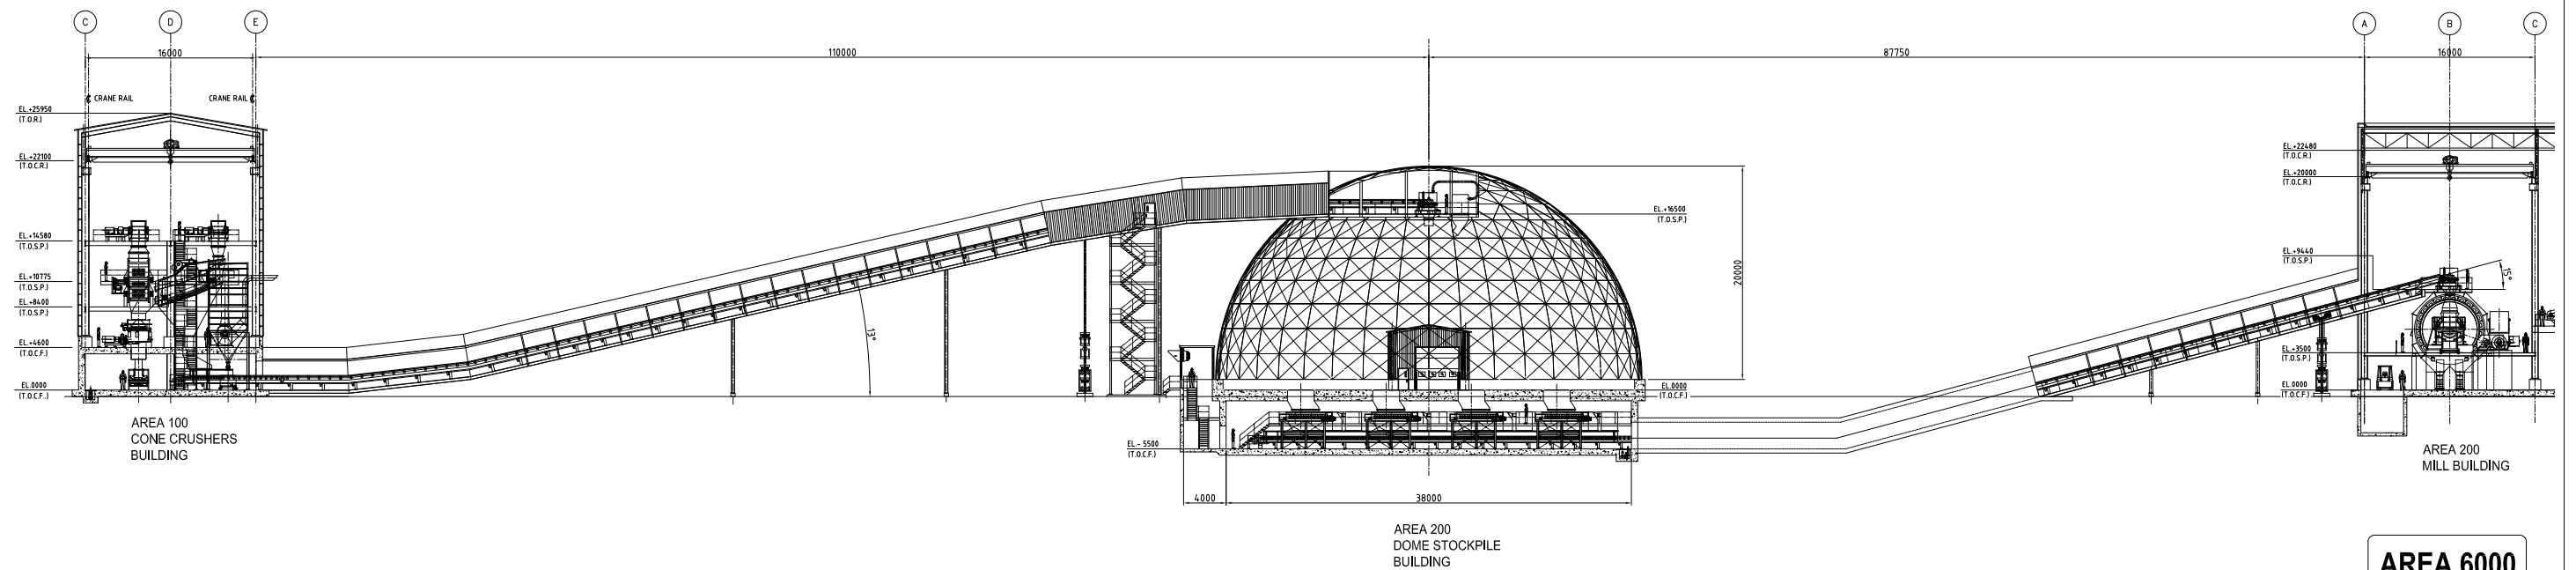 C
D
E
A
B
C
16000
110000
87750
16000
CRANE RAIL
CRANE RAIL
EL.+25950
(T.O.R.)
EL.+22100
(T.O.C.R.)
EL.+14580
(T.O.S.P.)
EL.+10775
(T.O.S.P.)
EL.+8400
(T.O.S.P.)
EL.+4600
(T.O.C.F.)
EL.0000
(T.O.C.F..)
13°
20000
EL.+16500
(T.O.S.P.)
EL.0000
(T.O.C.F.)
EL.- 5500
(T.O.C.F.)
4000
38000
EL.+22480
(T.O.C.R.)
EL.+20000
(T.O.C.R.)
EL.+9440
(T.O.S.P.)
15°
EL.+3500
(T.O.S.P.)
EL.0000
(T.O.C.F.)
AREA 100
CONE CRUSHERS
BUILDING
AREA 200
DOME STOCKPILE
BUILDING
AREA 200
MILL BUILDING
AREA 6000